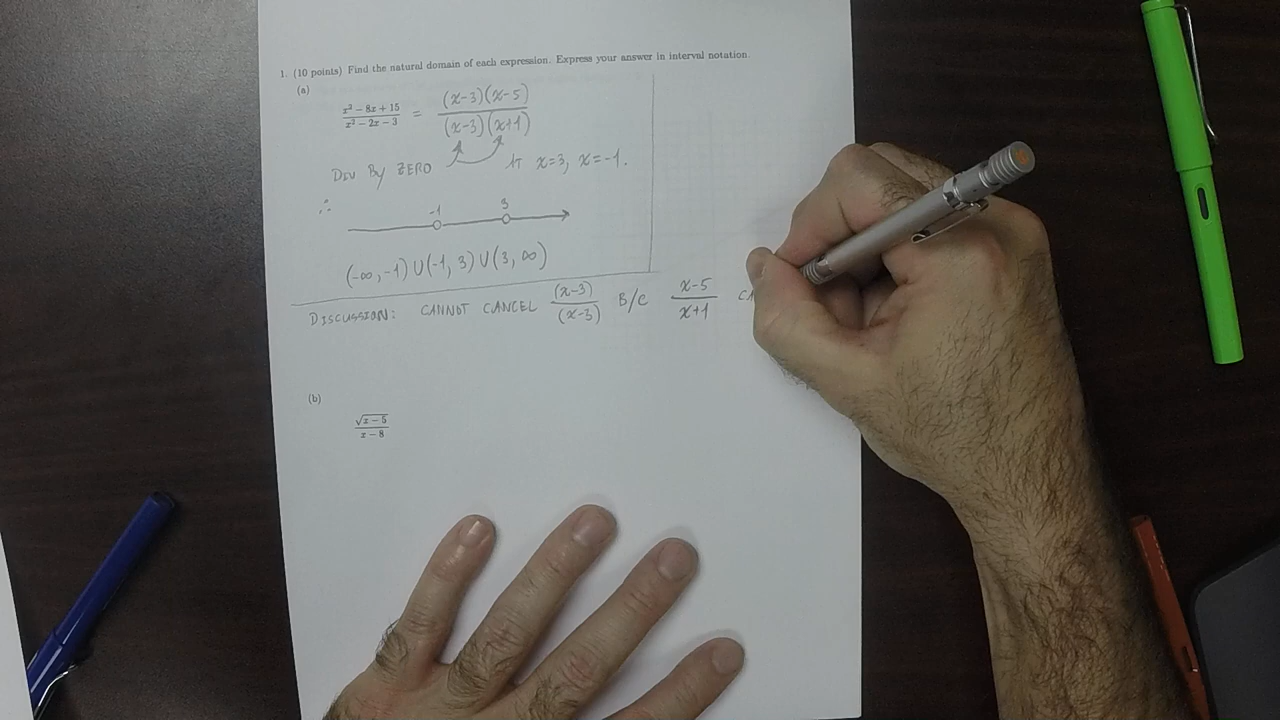 1. (10 points) Find the natural domain of each expression. Express your answer in interval notation.
(a)
(x² − 8x + 15)/(x² − 2x − 3) = (x-3)(x-5)/(x-3)(x+1)
DIV BY ZERO AT x=3, x=-1.
∴
-1 3
(-∞, -1) U (-1, 3) U (3, ∞)
DISCUSSION: CANNOT CANCEL (x-3)/(x-3) B/C x-5/x+1
(b)
√(x − 5)/(x − 8)